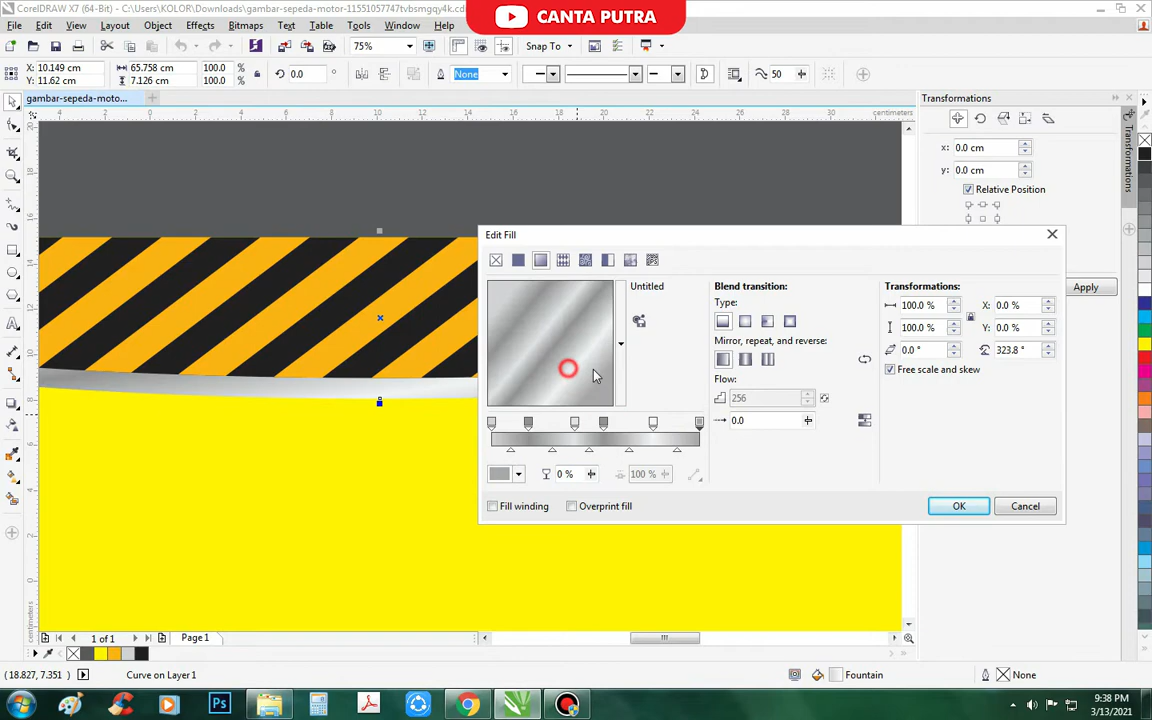 CorelDRAW X7 (64-Bit) - C:\Users\KOLOR\Downloads\gambar-sepeda-motor-11551057747tvbsmgqy4k.cd
CANTA PUTRA
File Edit View Layout Object Effects Bitmaps Text Table Tools Window Help
75% Snap To
X: 10.149 cm 65.758 cm 100.0 % 0.0 ° None 50
Y: 11.62 cm 7.126 cm 100.0 %
gambar-sepeda-moto...
Transformations
centimeters
x: 0.0 cm
y: 0.0 cm
Relative Position
Transformations
Apply
Edit Fill
Untitled
Blend transition:
Type:
Mirror, repeat, and reverse:
Flow:
256
0.0
Transformations:
100.0 % X: 0.0 %
100.0 % Y: 0.0 %
0.0 ° 323.8 °
Free scale and skew
0 % 100 %
Fill winding Overprint fill
OK Cancel
centimeters
1 of 1 Page 1
(18.827, 7.351) Curve on Layer 1 Fountain None
Ps
9:38 PM
3/13/2021